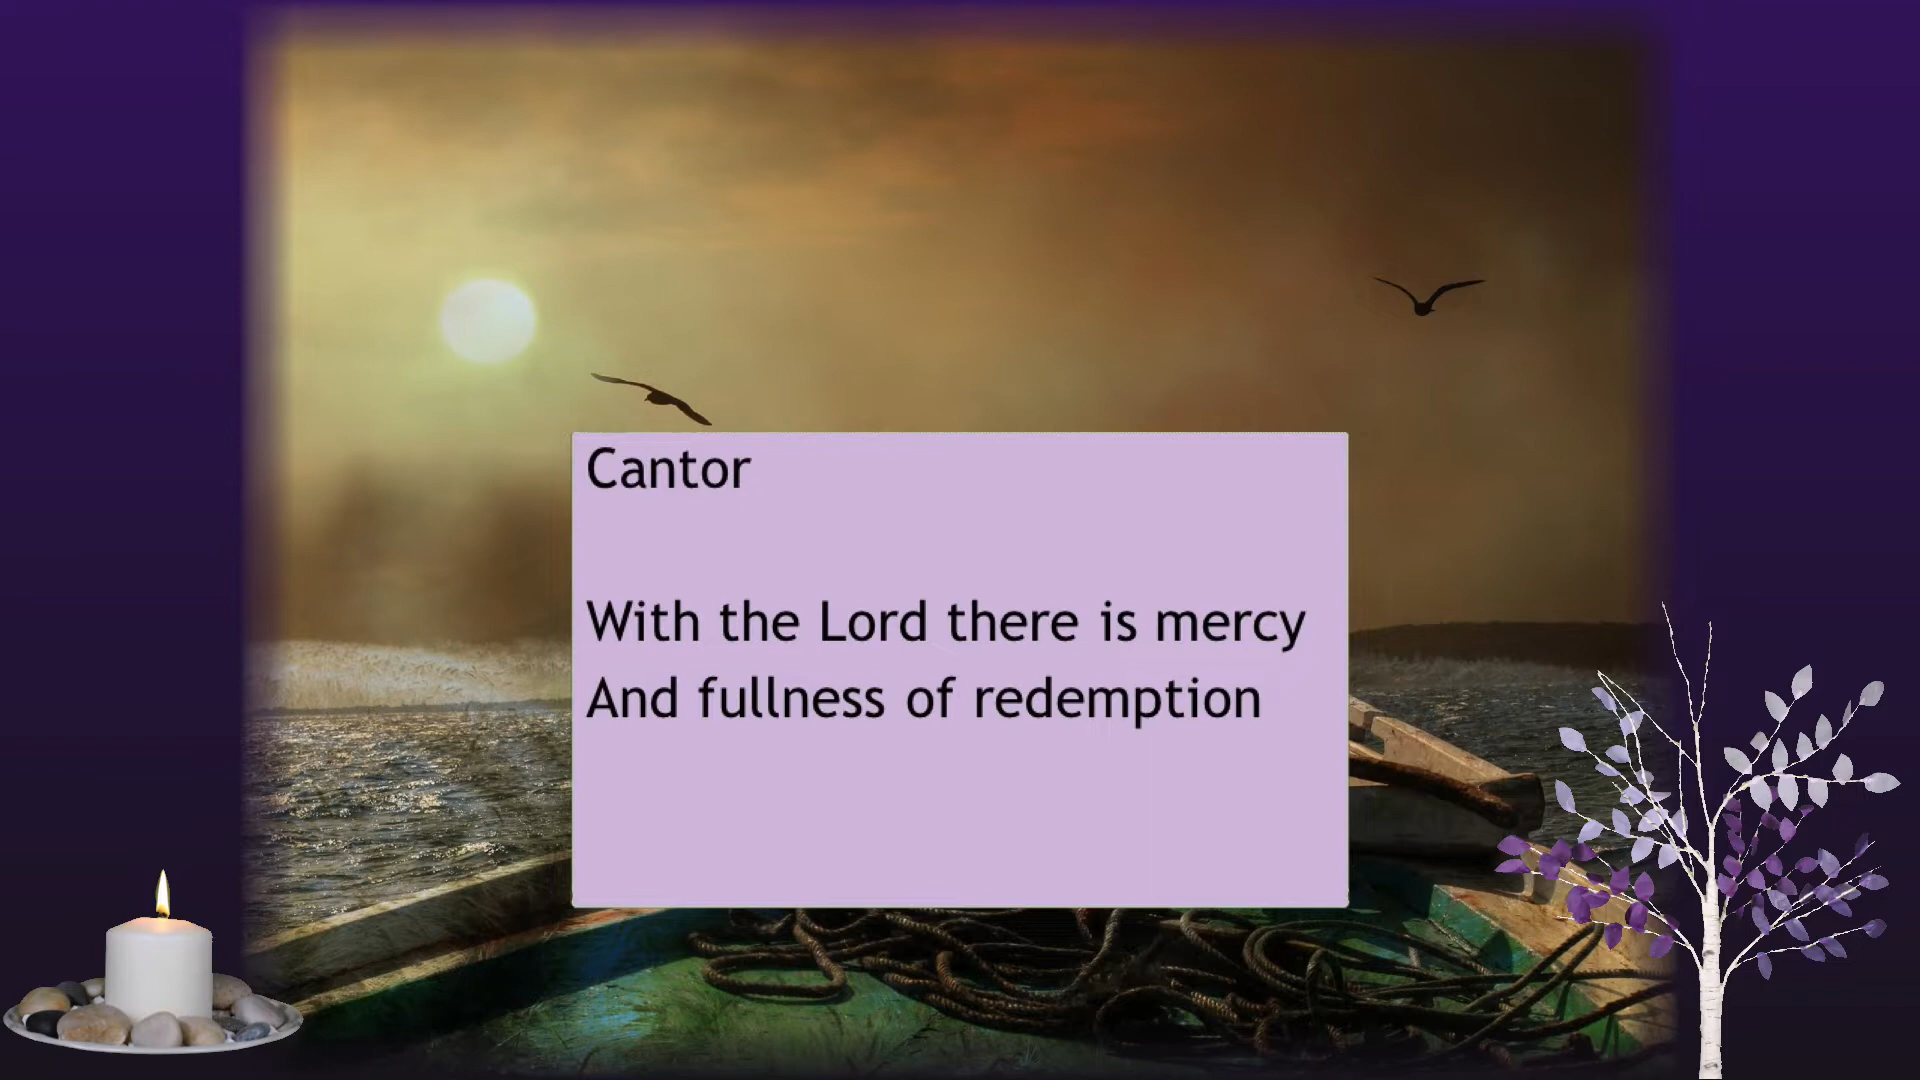 Cantor
With the Lord there is mercy
And fullness of redemption